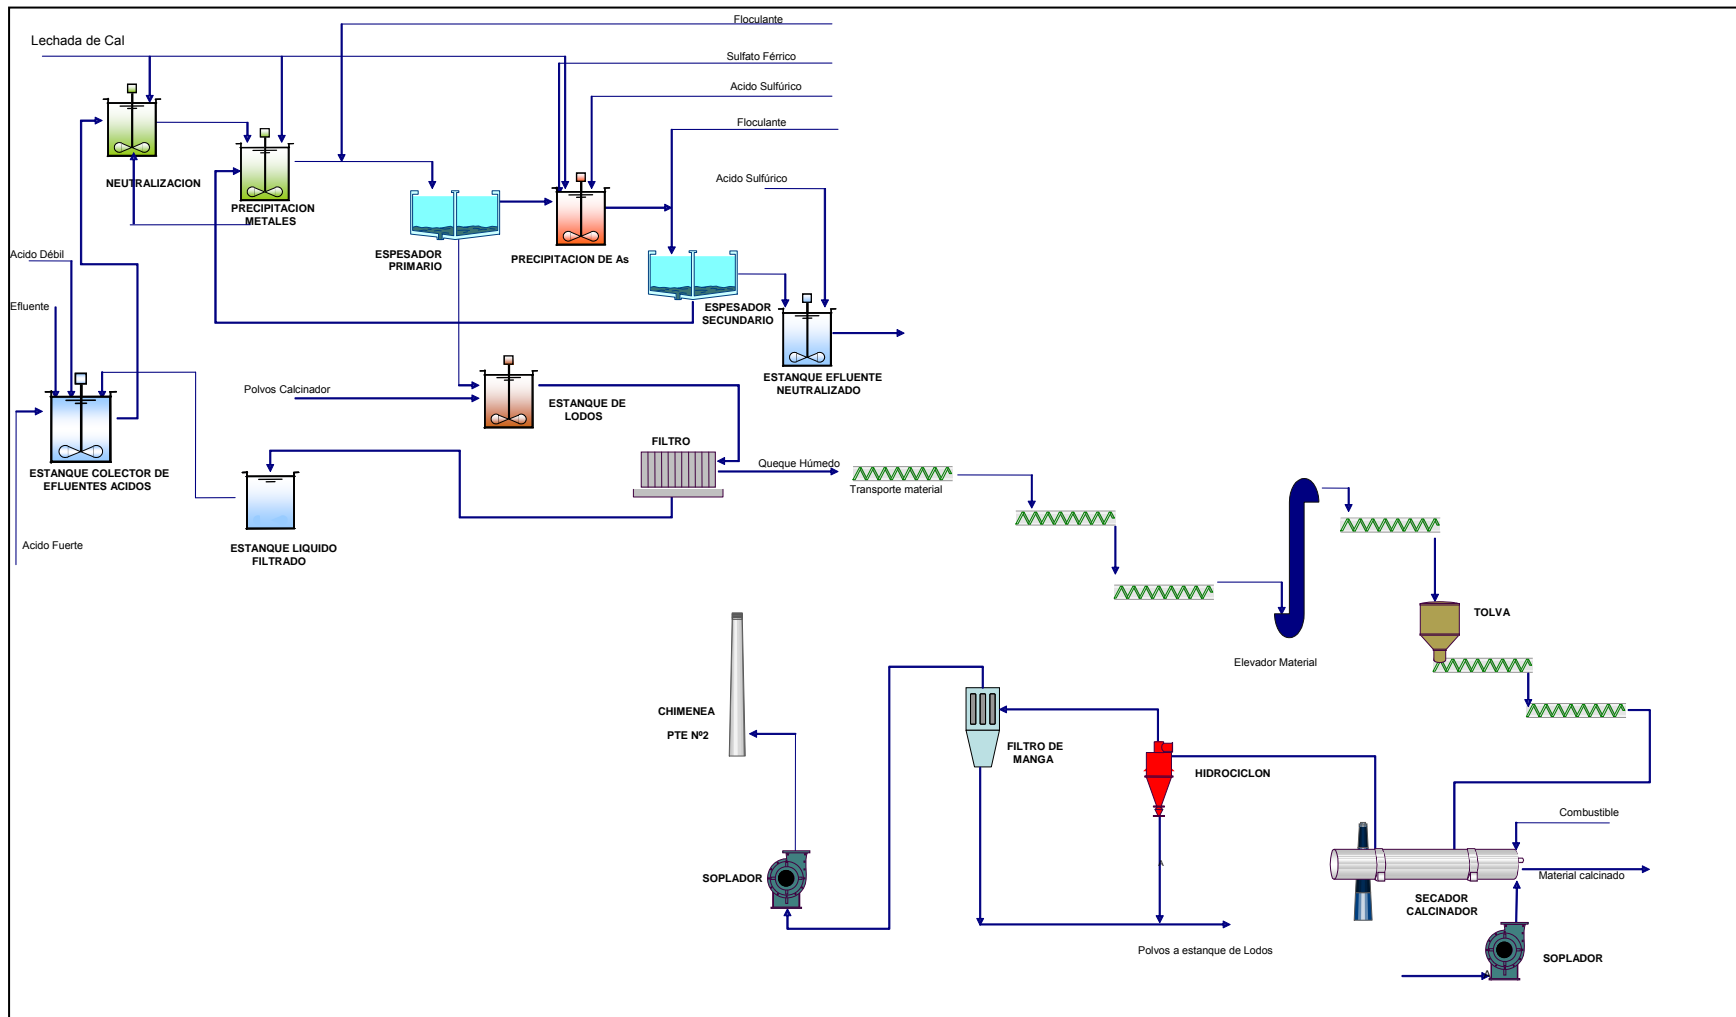 Floculante
Lechada de Cal
Sulfato Férrico
Acido Sulfúrico
Floculante
NEUTRALIZACION
Acido Sulfúrico
PRECIPITACION
METALES
Acido Débil
ESPESADOR
PRIMARIO
PRECIPITACION DE As
Efluente
ESPESADOR
SECUNDARIO
ESTANQUE EFLUENTE
NEUTRALIZADO
Polvos Calcinador
ESTANQUE DE
LODOS
FILTRO
Queque Húmedo
ESTANQUE COLECTOR DE
EFLUENTES ACIDOS
Transporte material
Acido Fuerte
ESTANQUE LIQUIDO
FILTRADO
TOLVA
Elevador Material
CHIMENEA
PTE Nº2
FILTRO DE
MANGA
HIDROCICLON
Combustible
SOPLADOR
Material calcinado
SECADOR
CALCINADOR
Polvos a estanque de Lodos
SOPLADOR